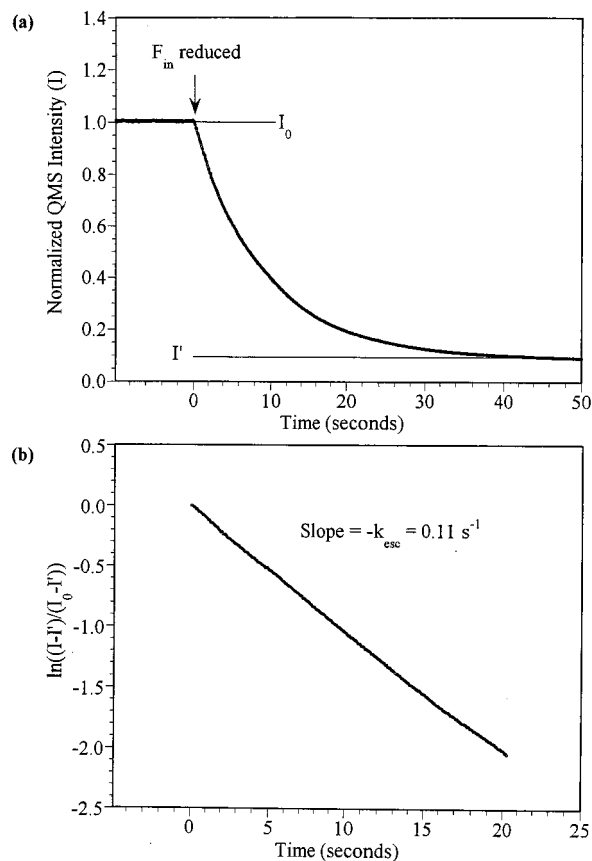 (a)
1.4
1.2
1.0
0.8
0.6
0.4
0.2
0.0
Normalized QMS Intensity (I)
F_in reduced
I_0
I'
0 10 20 30 40 50
Time (seconds)
(b)
0.5
0.0
-0.5
-1.0
-1.5
-2.0
-2.5
ln((I-I')/(I_0-I'))
Slope = -k_esc = 0.11 s^-1
0 5 10 15 20 25
Time (seconds)